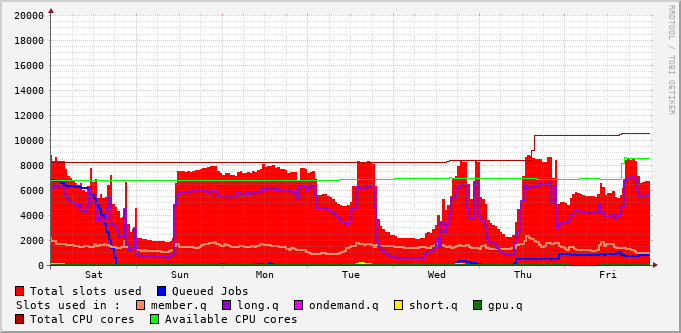 20000
18000
16000
14000
12000
10000
8000
6000
4000
2000
0
Sat Sun Mon Tue Wed Thu Fri
Total slots used Queued Jobs
Slots used in : member.q long.q ondemand.q short.q gpu.q
Total CPU cores Available CPU cores
RRDTOOL / TOBI OETIKER